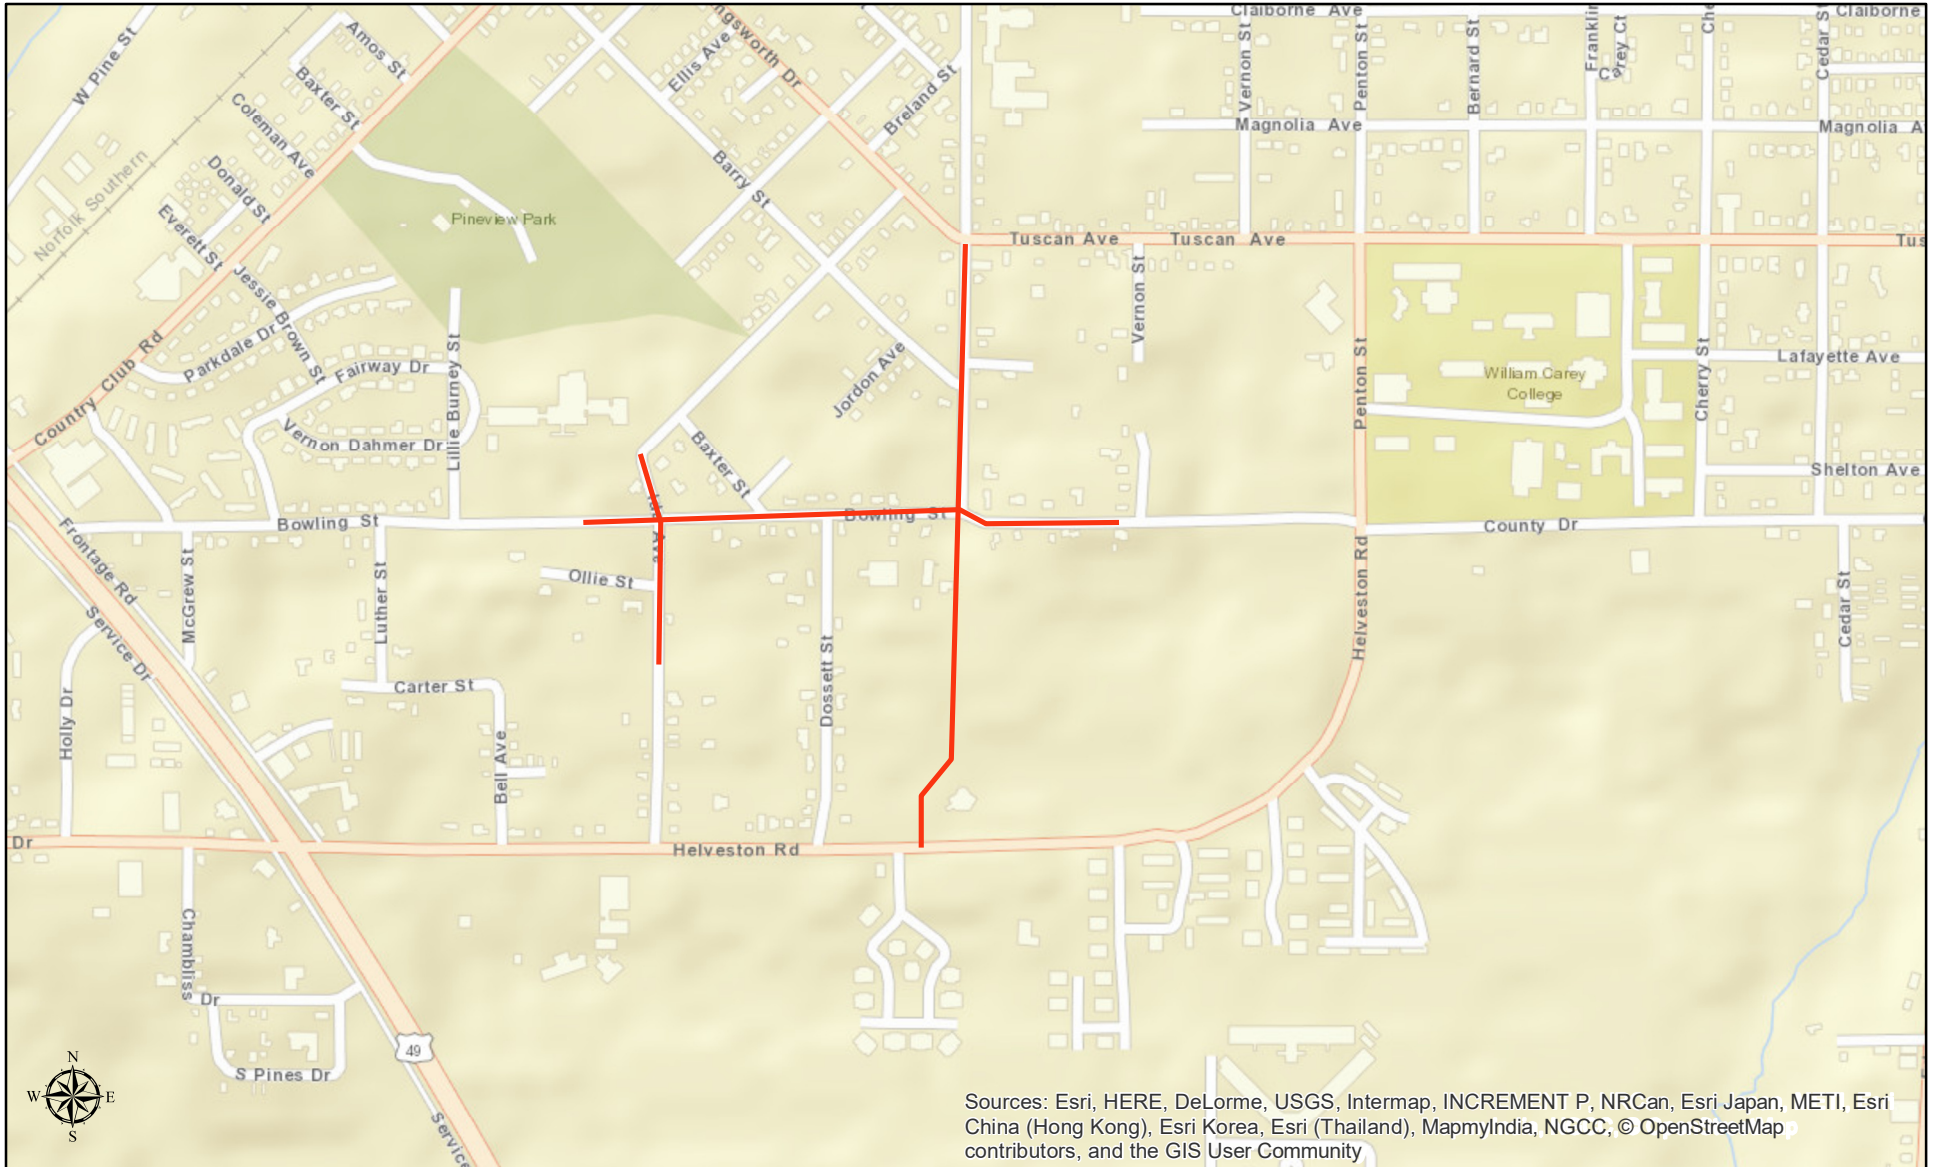 Claiborne Ave
Claiborne
W Pine St
Amos St
Baxter St
Coleman Ave
Donald St
Everett St
Norfolk Southern
Ellis Ave
ngsworth Dr
Breland St
Barry St
Vernon St
Penton St
Bernard St
Franklin
Carey Ct
Che
Cedar St
Magnolia Ave
Magnolia A
Pineview Park
Tuscan Ave
Tuscan Ave
Tus
Vernon St
Jessie Brown St
Parkdale Dr
Fairway Dr
Country Club Rd
Vernon Dahmer Dr
Lillie Burney St
Jordon Ave
Baxter St
Penton St
William Carey
College
Cherry St
Lafayette Ave
Shelton Ave
Bowling St
Bowling St
County Dr
Frontage Rd
Service Dr
McGrew St
Luther St
Ollie St
Ave
Dossett St
Helveston Rd
Cedar St
Holly Dr
Carter St
Bell Ave
Dr
Helveston Rd
Chambliss Dr
S Pines Dr
49
Service
N
W E
S
Sources: Esri, HERE, DeLorme, USGS, Intermap, INCREMENT P, NRCan, Esri Japan, METI, Esri
China (Hong Kong), Esri Korea, Esri (Thailand), MapmyIndia, NGCC, © OpenStreetMap
contributors, and the GIS User Community